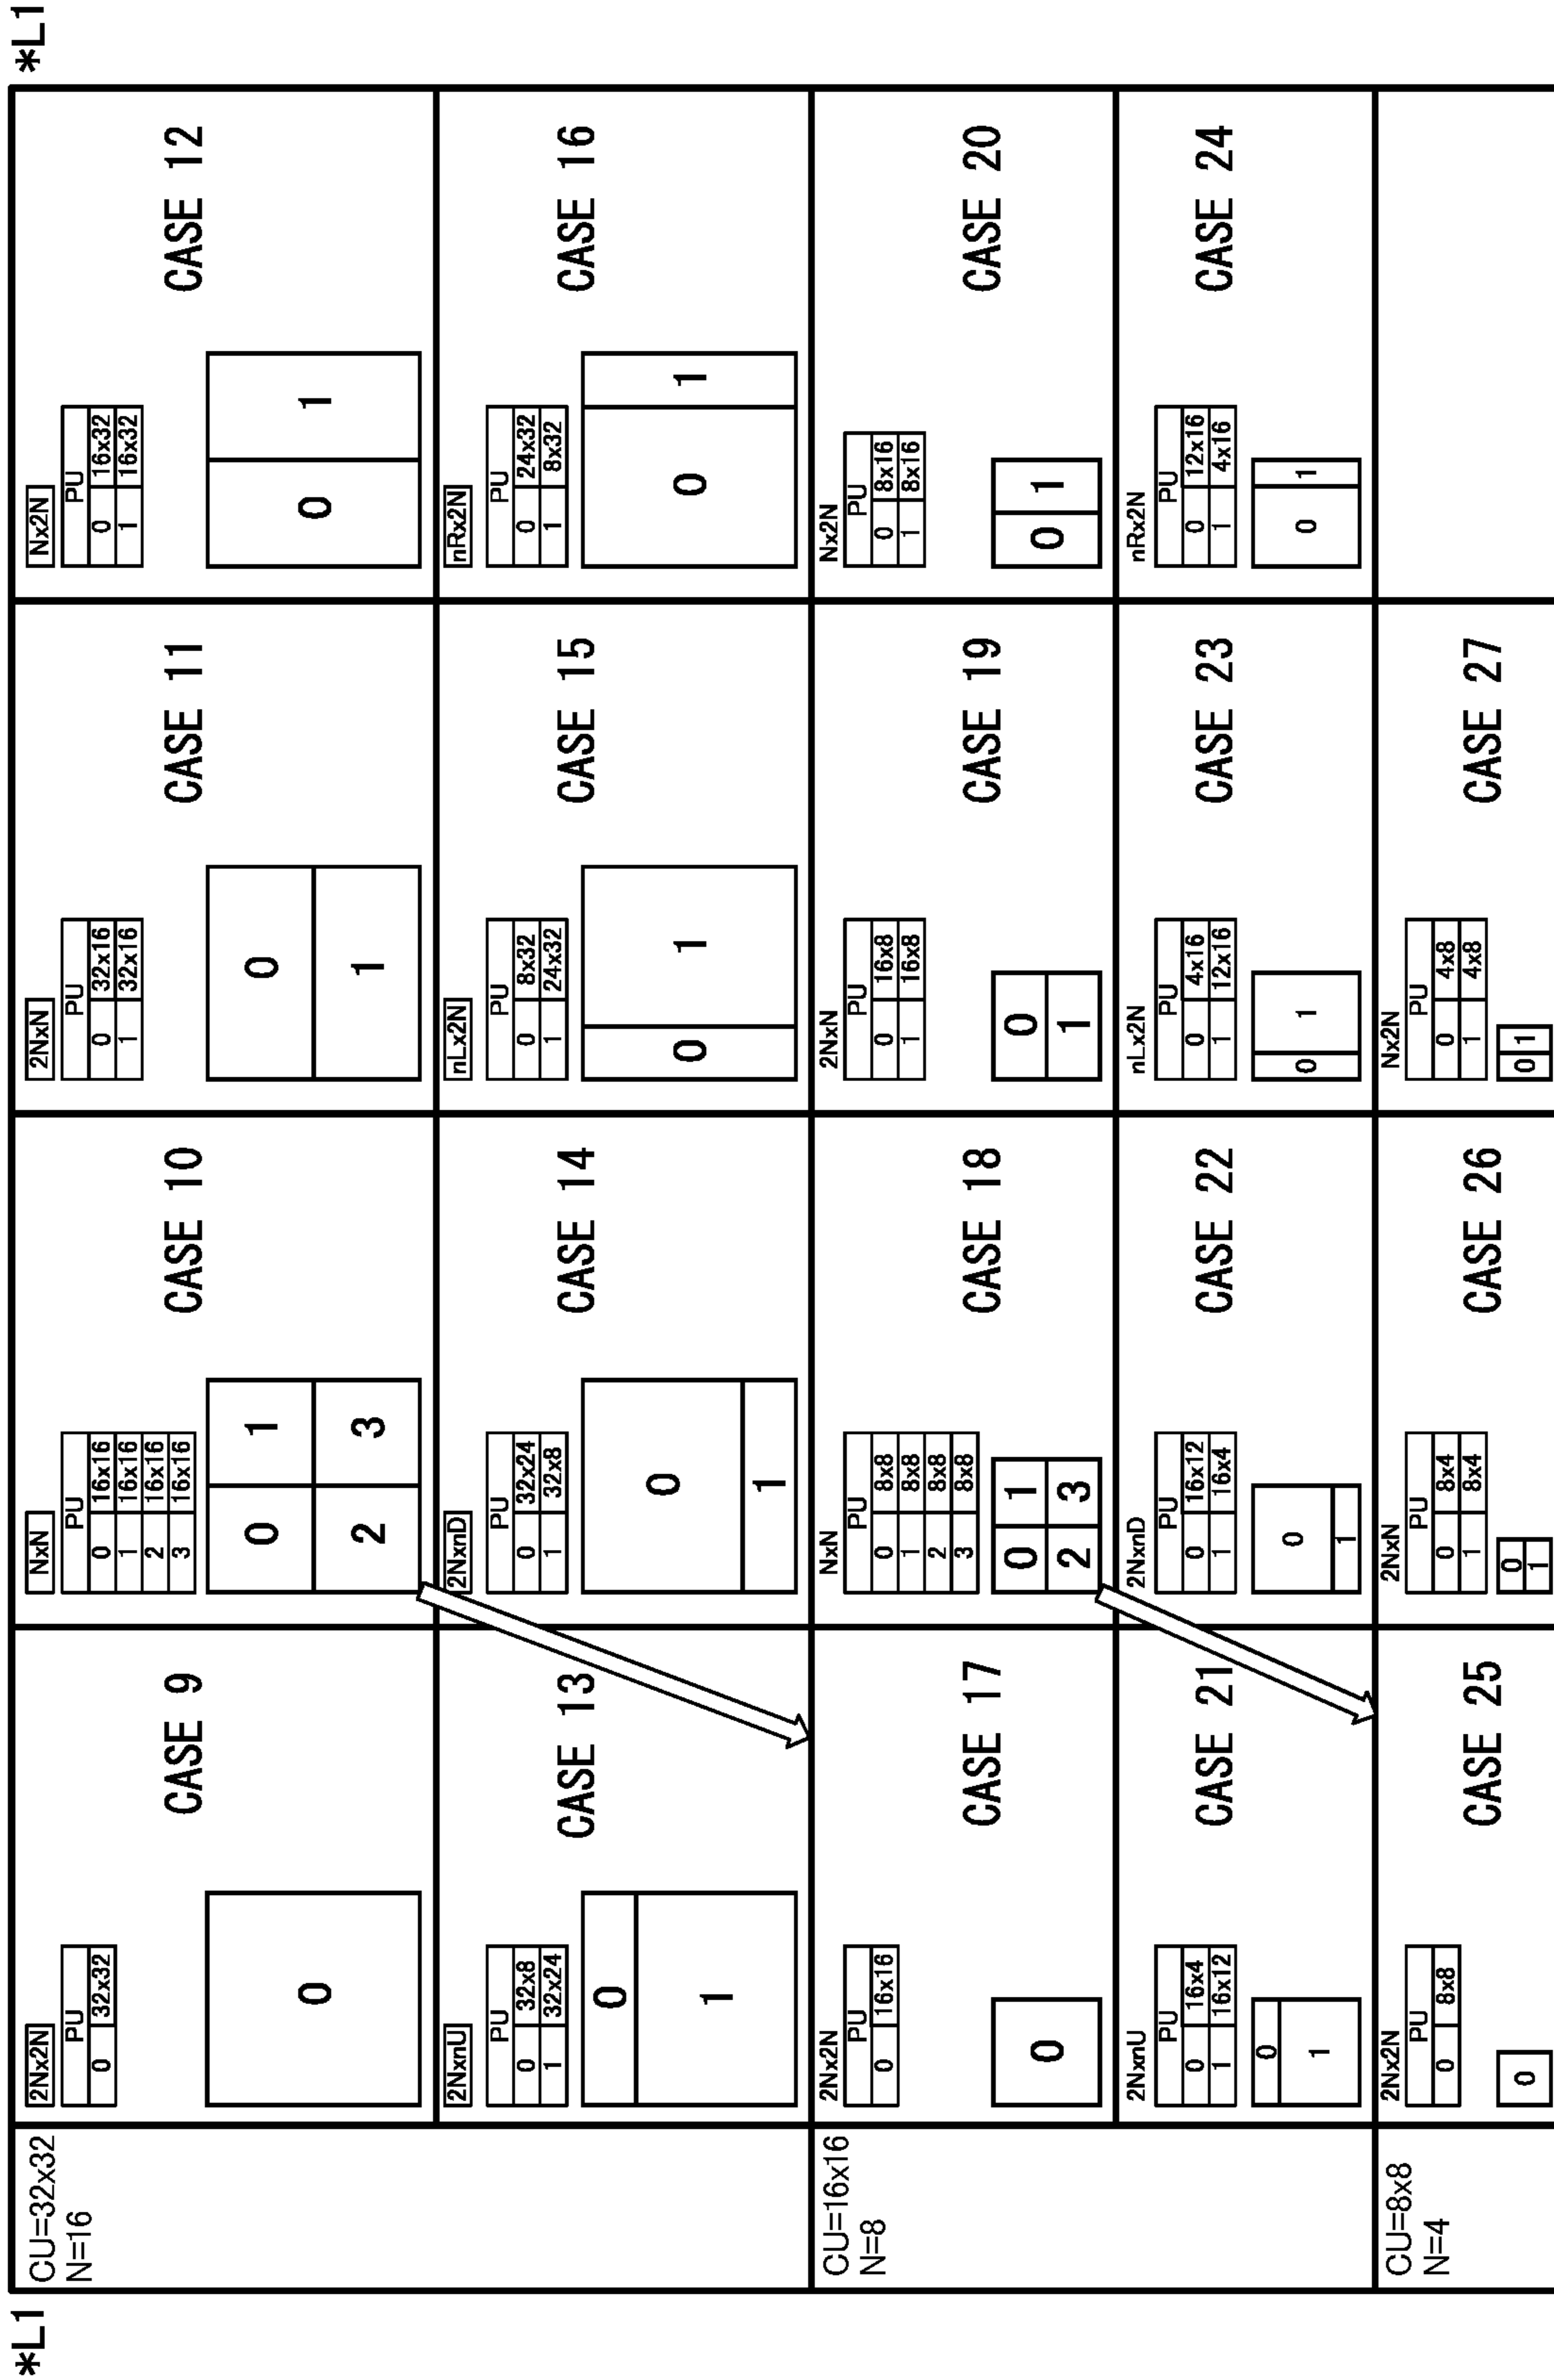 *L1
*L1
CU=32x32
N=16
2Nx2N
PU
0 32x32
CASE 9
0
NxN
PU
0 16x16
1 16x16
2 16x16
3 16x16
CASE 10
0 1
2 3
2NxN
PU
0 32x16
1 32x16
CASE 11
0
1
Nx2N
PU
0 16x32
1 16x32
CASE 12
0 1
2NxnU
PU
0 32x8
1 32x24
CASE 13
0
1
2NxnD
PU
0 32x24
1 32x8
CASE 14
0
1
nLx2N
PU
0 8x32
1 24x32
CASE 15
0 1
nRx2N
PU
0 24x32
1 8x32
CASE 16
0 1
CU=16x16
N=8
2Nx2N
PU
0 16x16
CASE 17
0
NxN
PU
0 8x8
1 8x8
2 8x8
3 8x8
CASE 18
0 1
2 3
2NxN
PU
0 16x8
1 16x8
CASE 19
0
1
Nx2N
PU
0 8x16
1 8x16
CASE 20
0 1
2NxnU
PU
0 16x4
1 16x12
CASE 21
0
1
2NxnD
PU
0 16x12
1 16x4
CASE 22
0
1
nLx2N
PU
0 4x16
1 12x16
CASE 23
0 1
nRx2N
PU
0 12x16
1 4x16
CASE 24
0 1
CU=8x8
N=4
2Nx2N
PU
0 8x8
CASE 25
0
2NxN
PU
0 8x4
1 8x4
CASE 26
0
1
Nx2N
PU
0 4x8
1 4x8
CASE 27
0 1